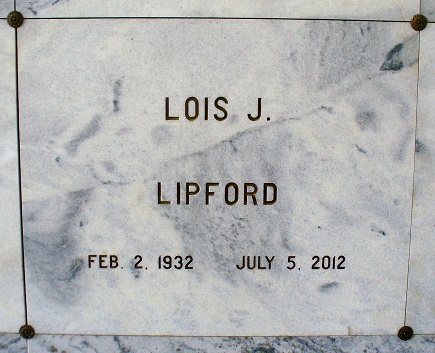 LOIS J.
LIPFORD
FEB. 2, 1932 JULY 5, 2012